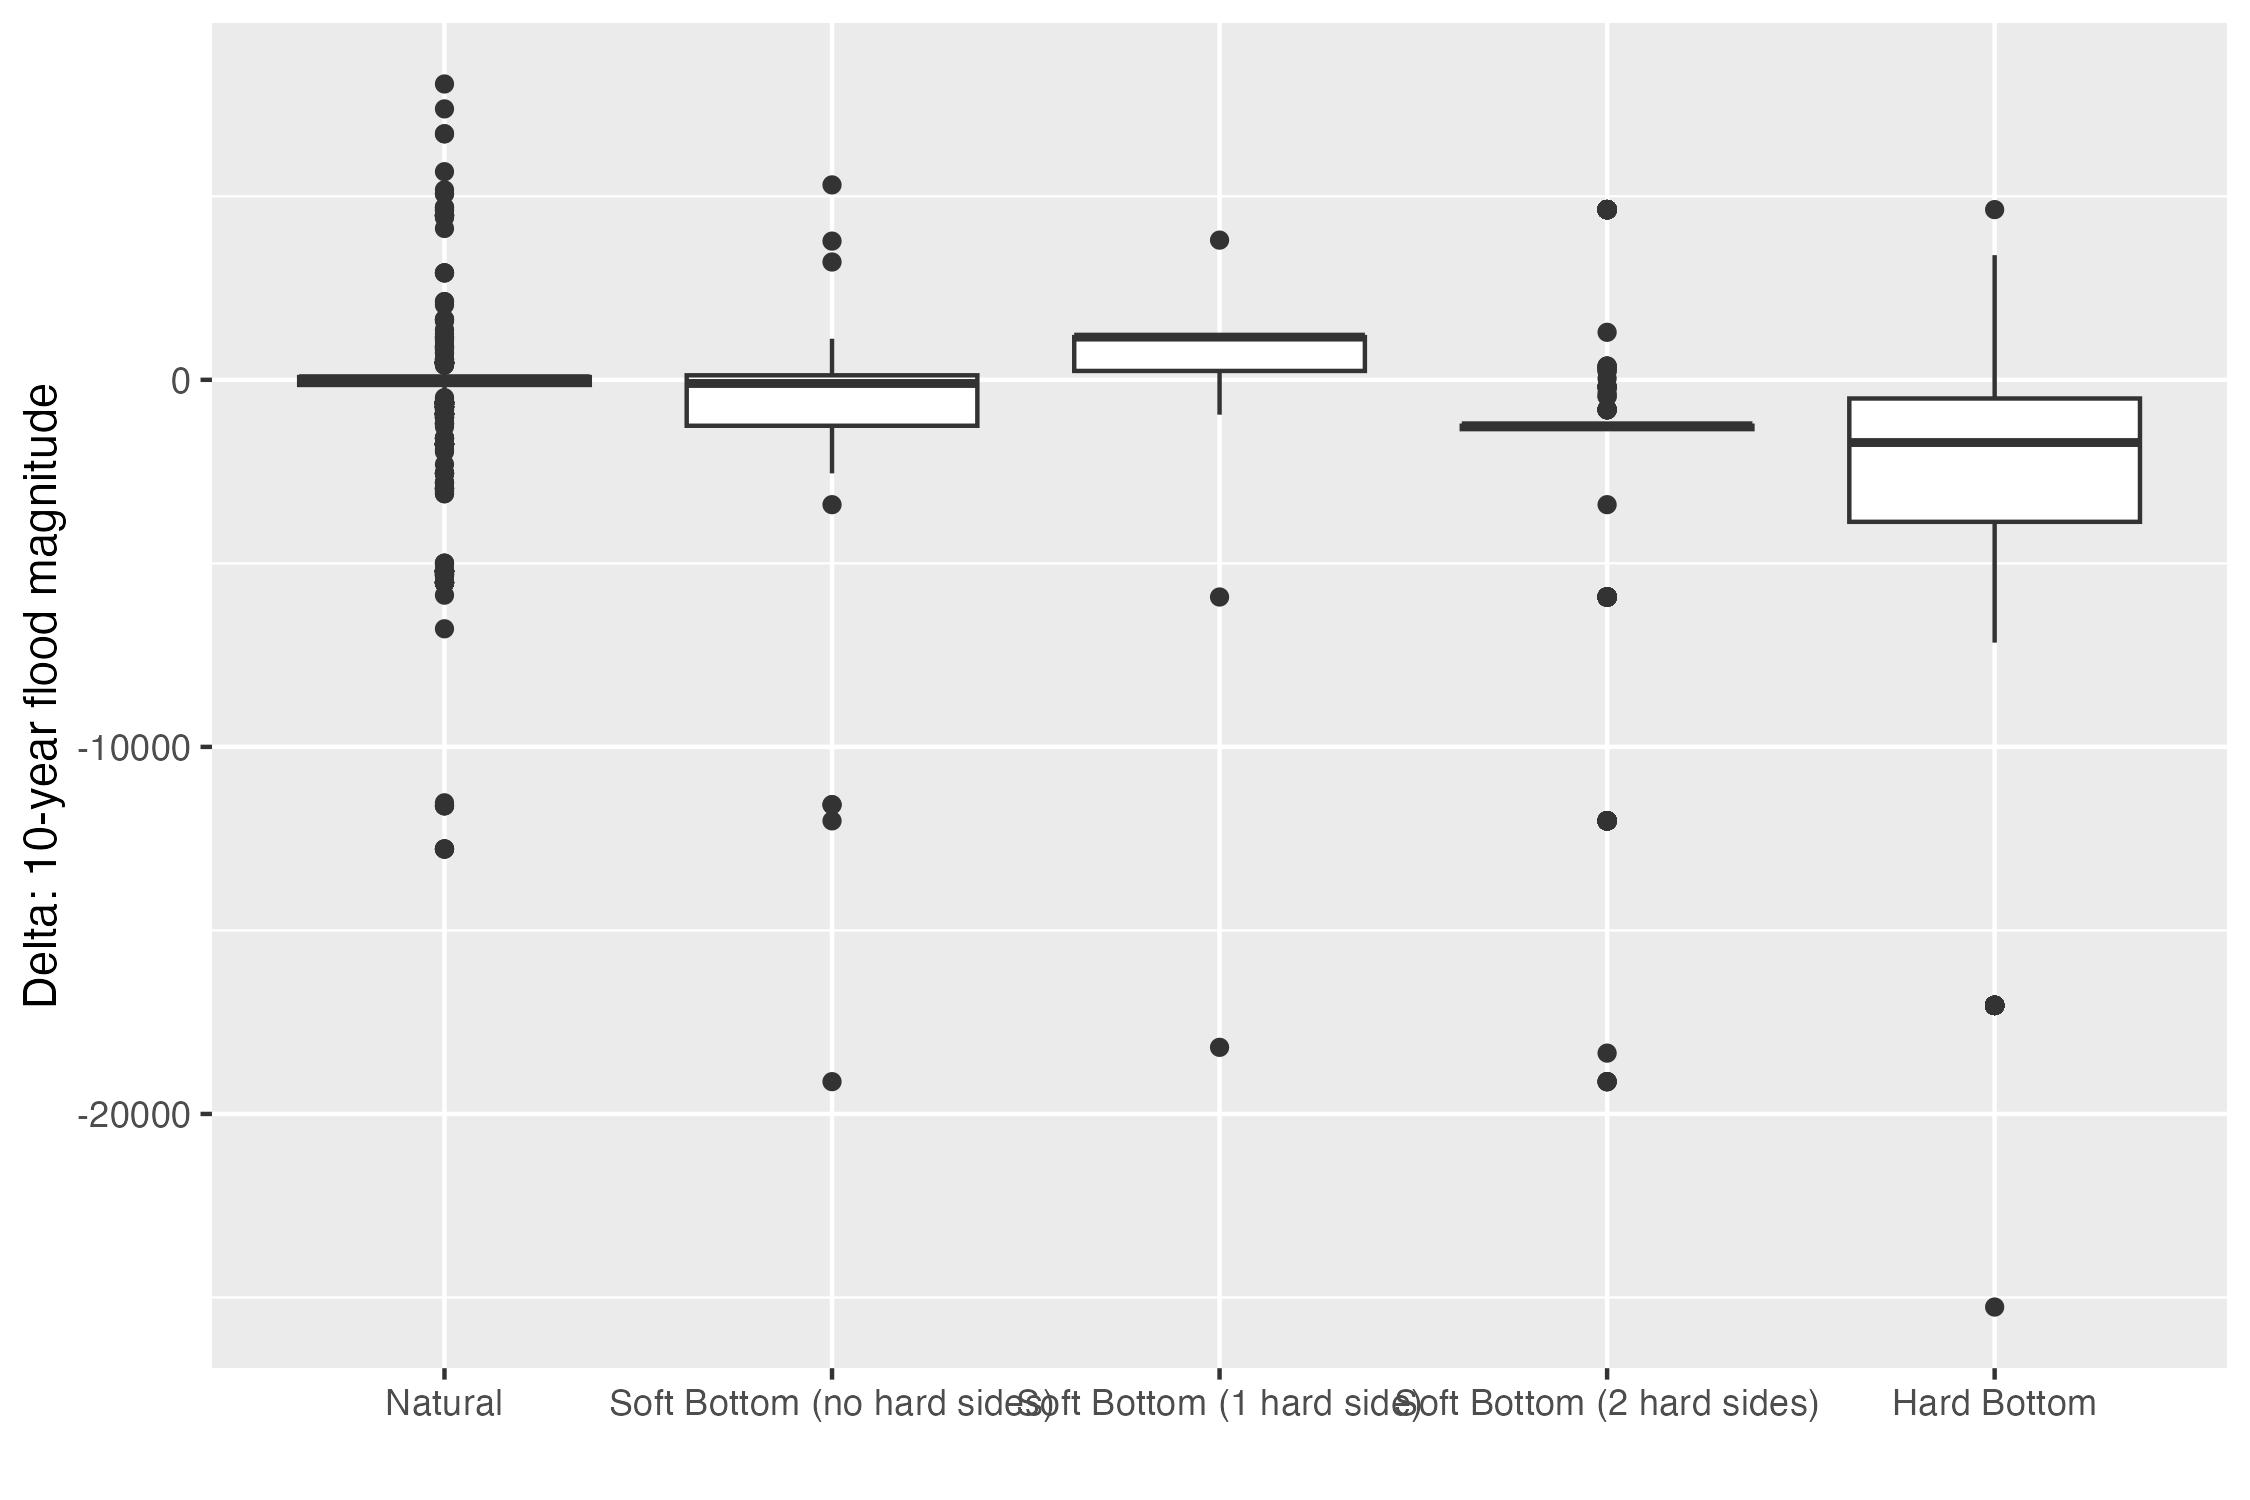 Delta: 10-year flood magnitude
0
-10000
-20000
Natural
Soft Bottom (no hard sides)
Soft Bottom (1 hard side)
Soft Bottom (2 hard sides)
Hard Bottom